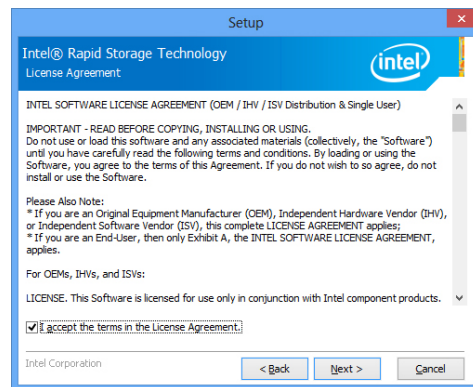 Setup
Intel® Rapid Storage Technology
License Agreement
intel
INTEL SOFTWARE LICENSE AGREEMENT (OEM / IHV / ISV Distribution & Single User)
IMPORTANT - READ BEFORE COPYING, INSTALLING OR USING.
Do not use or load this software and any associated materials (collectively, the "Software")
until you have carefully read the following terms and conditions. By loading or using the
Software, you agree to the terms of this Agreement. If you do not wish to so agree, do not
install or use the Software.
Please Also Note:
* If you are an Original Equipment Manufacturer (OEM), Independent Hardware Vendor (IHV),
or Independent Software Vendor (ISV), this complete LICENSE AGREEMENT applies;
* If you are an End-User, then only Exhibit A, the INTEL SOFTWARE LICENSE AGREEMENT,
applies.
For OEMs, IHVs, and ISVs:
LICENSE. This Software is licensed for use only in conjunction with Intel component products.
I accept the terms in the License Agreement.
Intel Corporation
< Back Next > Cancel